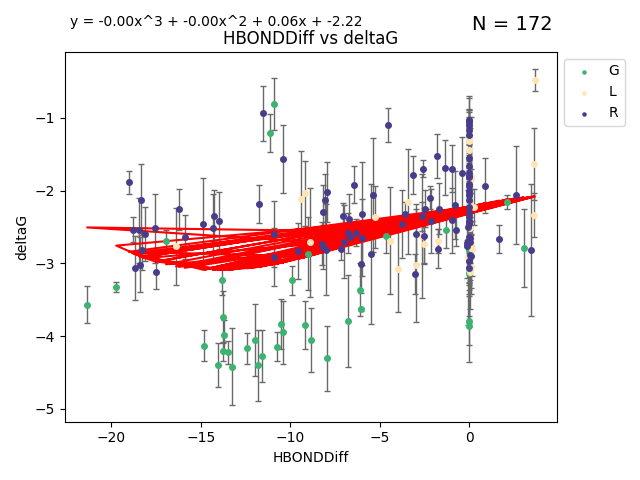 y = -0.00x^3 + -0.00x^2 + 0.06x + -2.22
N = 172
HBONDDiff vs deltaG
G
L
R
deltaG
−1
−2
−3
−4
−5
−20
−15
−10
−5
0
HBONDDiff